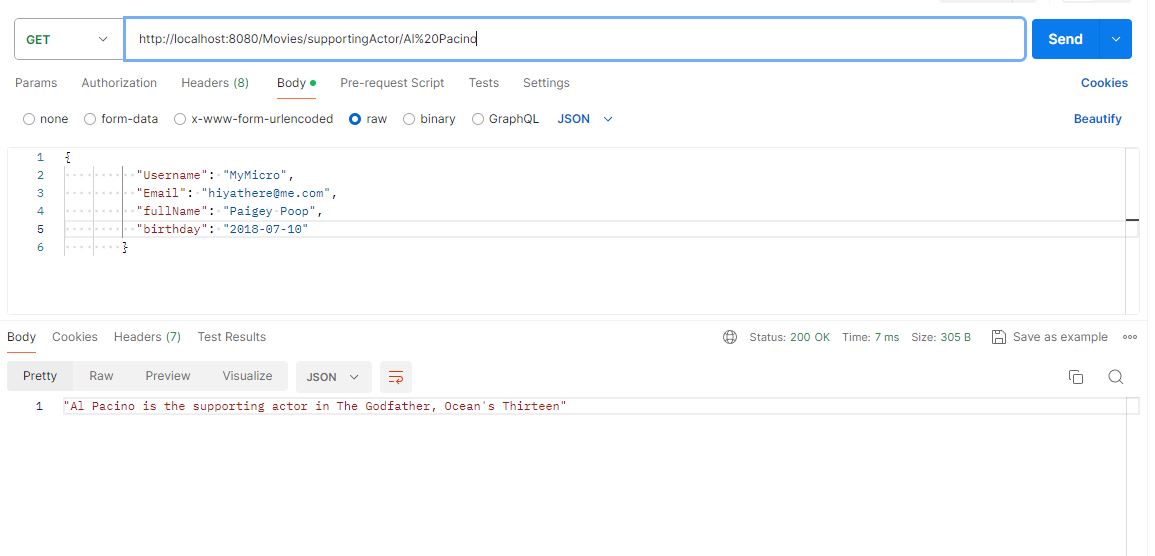 GET http://localhost:8080/Movies/supportingActor/Al%20Pacino Send
Params Authorization Headers (8) Body Pre-request Script Tests Settings Cookies
none form-data x-www-form-urlencoded raw binary GraphQL JSON Beautify
1 {
2 "Username": "MyMicro",
3 "Email": "hiyathere@me.com",
4 "fullName": "Paigey Poop",
5 "birthday": "2018-07-10"
6 }
Body Cookies Headers (7) Test Results Status: 200 OK Time: 7 ms Size: 305 B Save as example
Pretty Raw Preview Visualize JSON
1 "Al Pacino is the supporting actor in The Godfather, Ocean's Thirteen"